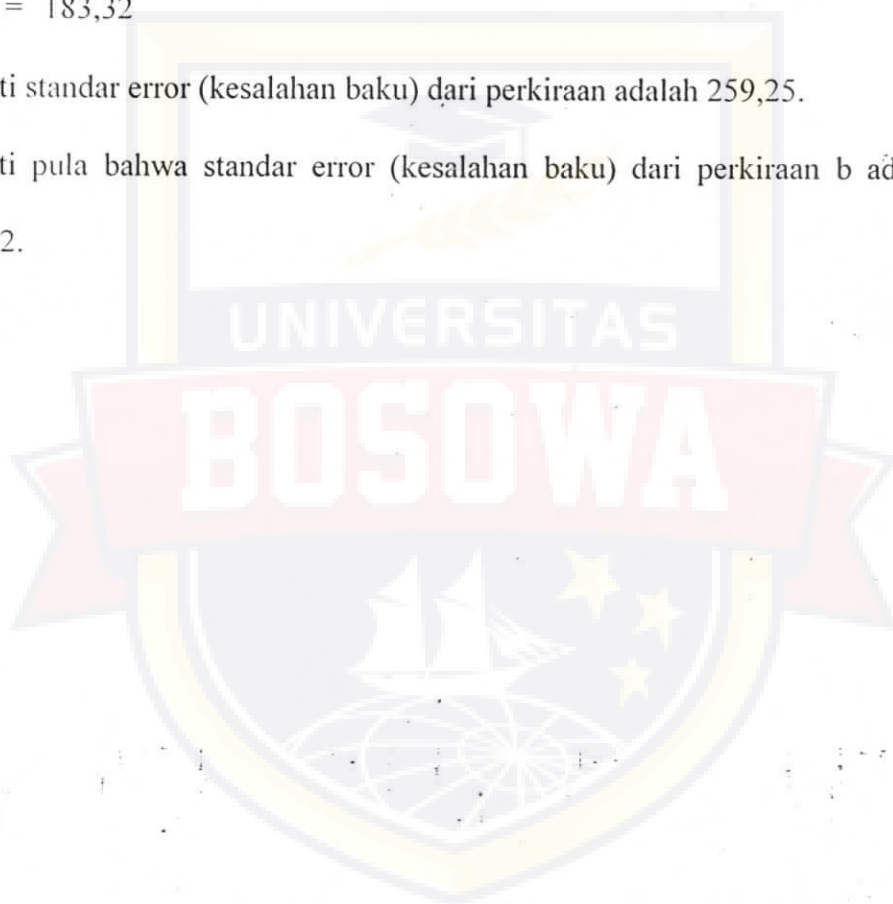 = 183,32
ti standar error (kesalahan baku) dari perkiraan adalah 259,25.
ti pula bahwa standar error (kesalahan baku) dari perkiraan b ad
2.
UNIVERSITAS
BOSOWA